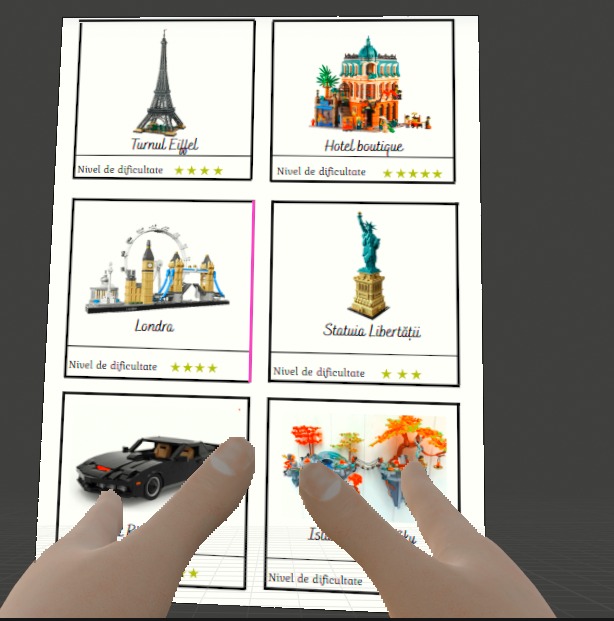 Turnul Eiffel
Nivel de dificultate
Hotel boutique
Nivel de dificultate
Londra
Nivel de dificultate
Statuia Libertății
Nivel de dificultate
Nivel de dificultate